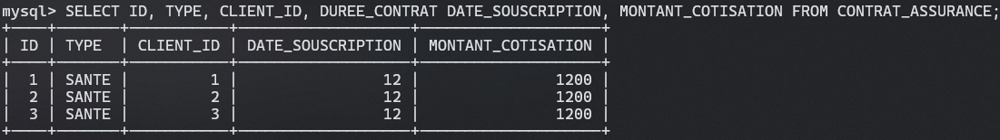 mysql> SELECT ID, TYPE, CLIENT_ID, DUREE_CONTRAT DATE_SOUSCRIPTION, MONTANT_COTISATION FROM CONTRAT_ASSURANCE;
+----+-------+-----------+-------------------+--------------------+
| ID | TYPE  | CLIENT_ID | DATE_SOUSCRIPTION | MONTANT_COTISATION |
+----+-------+-----------+-------------------+--------------------+
|  1 | SANTE |         1 |                12 |               1200 |
|  2 | SANTE |         2 |                12 |               1200 |
|  3 | SANTE |         3 |                12 |               1200 |
+----+-------+-----------+-------------------+--------------------+